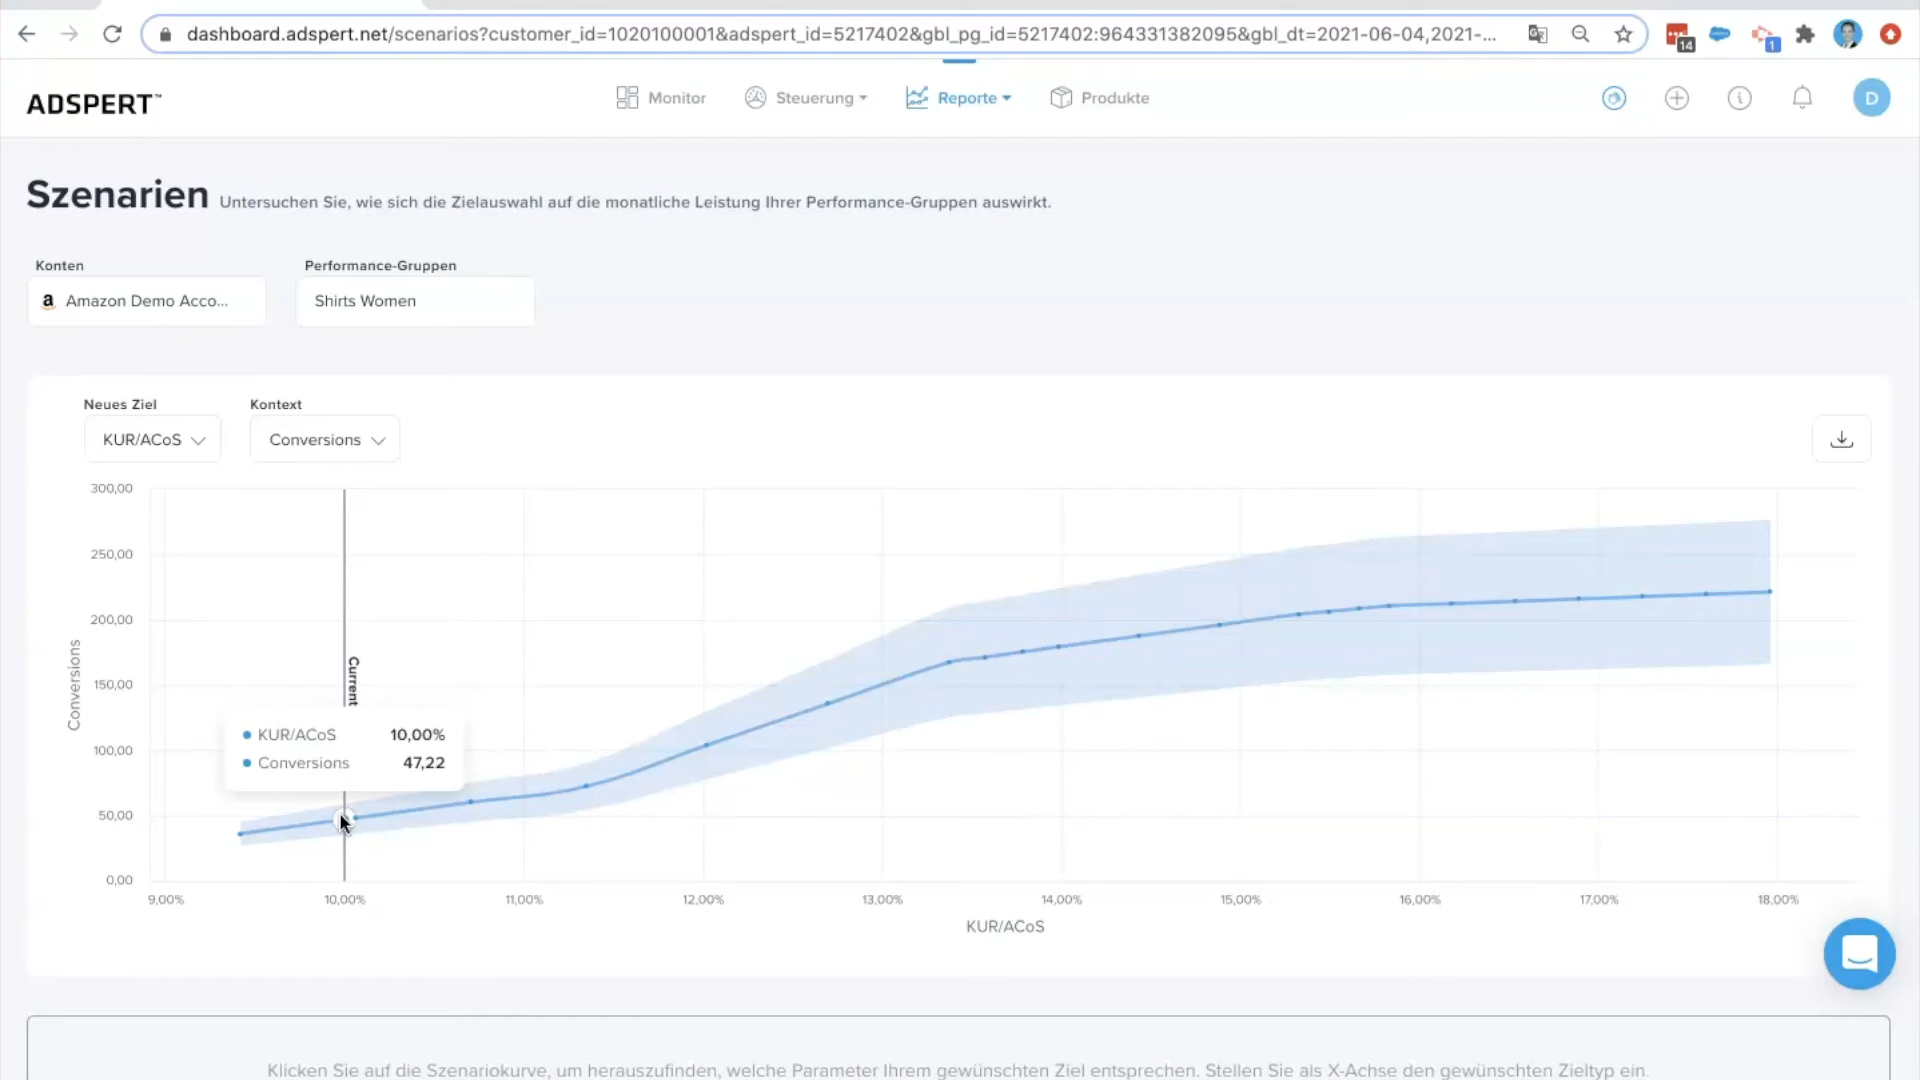 dashboard.adspert.net/scenarios?customer_id=1020100001&adspert_id=5217402&gbl_pg_id=5217402:964331382095&gbl_dt=2021-06-04,2021-...
14
1
ADSPERT™
Monitor
Steuerung
Reporte
Produkte
D
Szenarien Untersuchen Sie, wie sich die Zielauswahl auf die monatliche Leistung Ihrer Performance-Gruppen auswirkt.
Konten
Performance-Gruppen
a Amazon Demo Acco...
Shirts Women
Neues Ziel
Kontext
KUR/ACoS
Conversions
300,00
250,00
200,00
150,00
100,00
50,00
0,00
Conversions
Current
KUR/ACoS 10,00%
Conversions 47,22
9,00% 10,00% 11,00% 12,00% 13,00% 14,00% 15,00% 16,00% 17,00% 18,00%
KUR/ACoS
Klicken Sie auf die Szenariokurve, um herauszufinden, welche Parameter Ihrem gewünschten Ziel entsprechen. Stellen Sie als X-Achse den gewünschten Zieltyp ein.